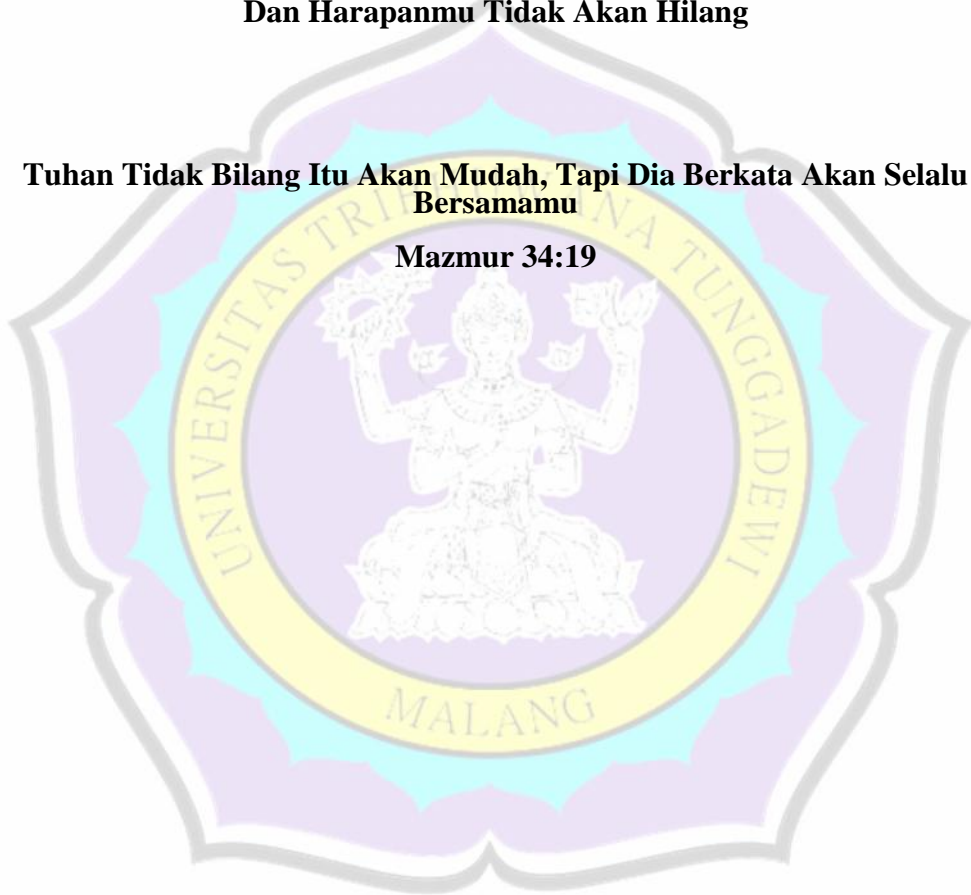 Dan Harapanmu Tidak Akan Hilang
Tuhan Tidak Bilang Itu Akan Mudah, Tapi Dia Berkata Akan Selalu
Bersamamu
Mazmur 34:19
UNIVERSITAS TRIBHUWANA TUNGGADEWI
MALANG